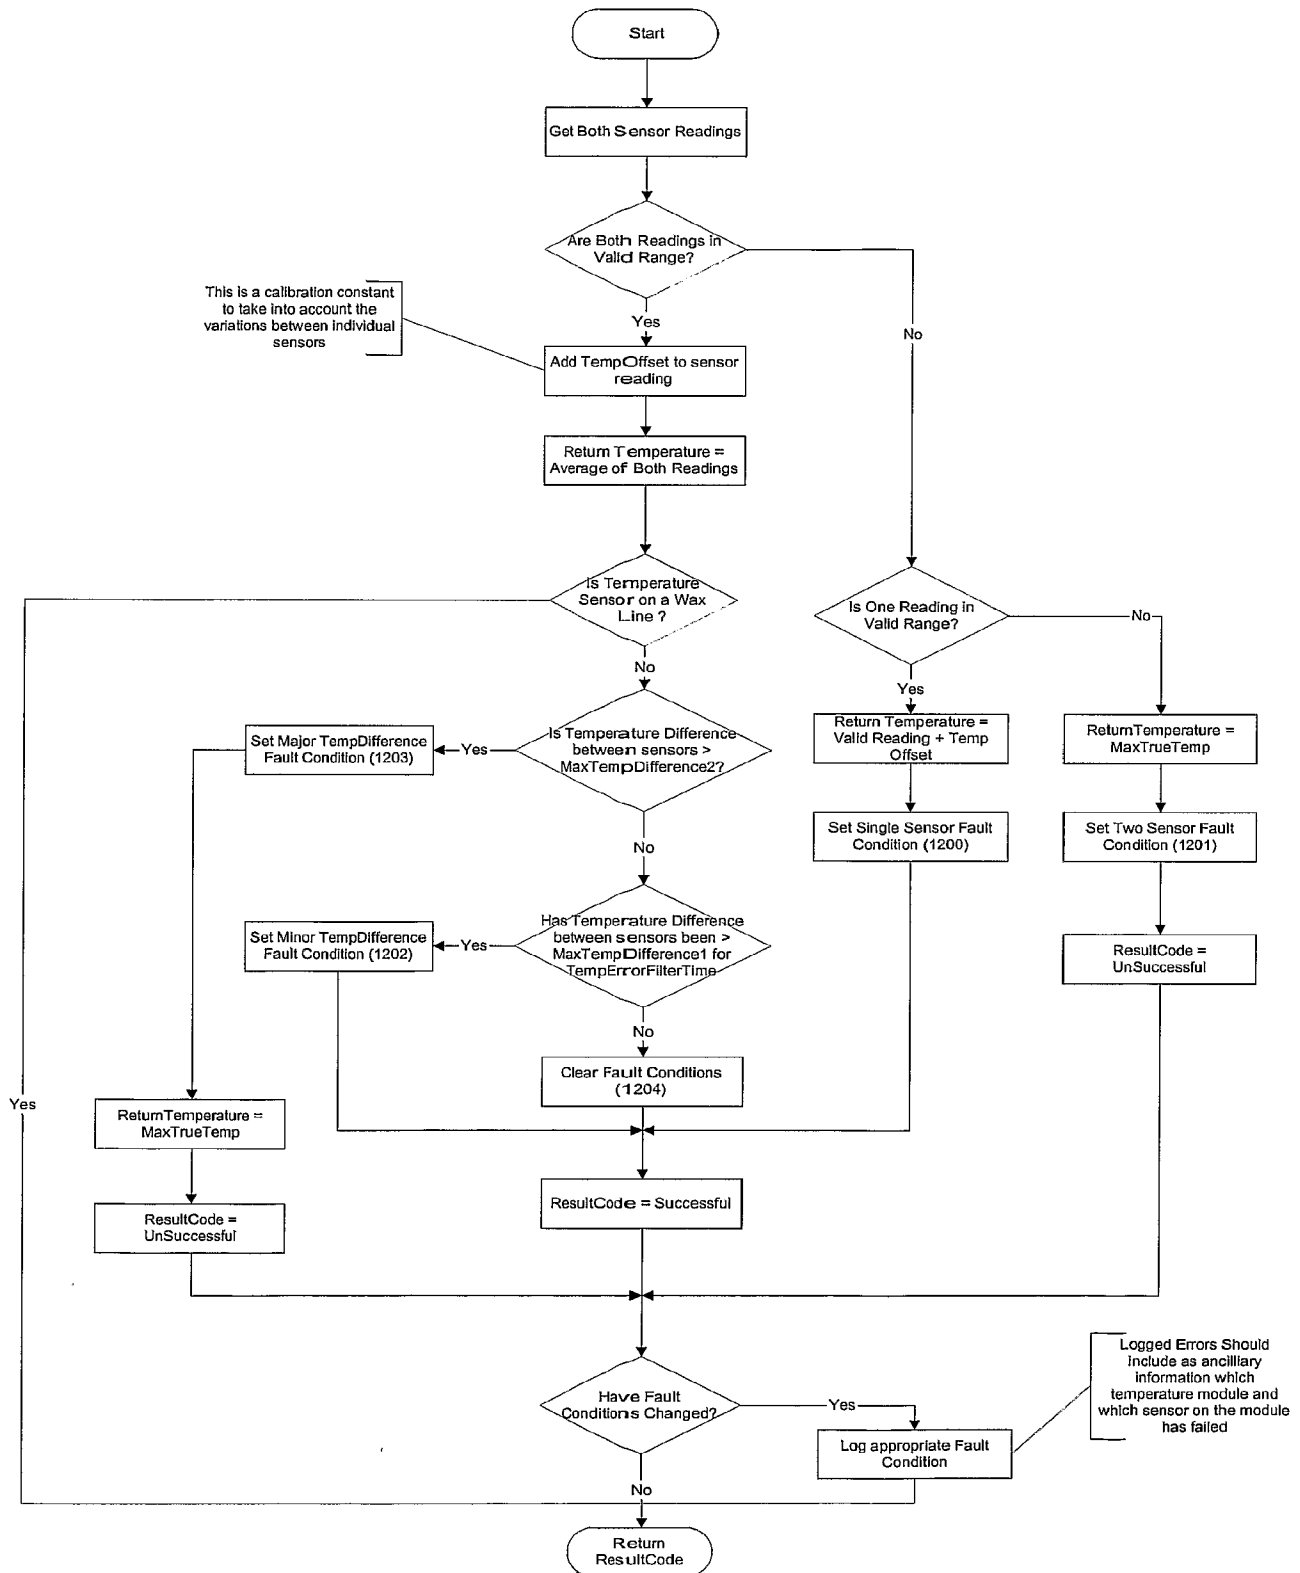 Start
Get Both Sensor Readings
Are Both Readings in
Valid Range?
This is a calibration constant
to take into account the
variations between individual
sensors
Yes
No
Add TempOffset to sensor
reading
Return Temperature =
Average of Both Readings
Is Temperature
Sensor on a Wax
Line ?
Is One Reading in
Valid Range?
No
No
Yes
Set Major TempDifference
Fault Condition (1203)
Yes
Is Temperature Difference
between sensors >
MaxTempDifference2?
Return Temperature =
Valid Reading + Temp
Offset
ReturnTemperature =
MaxTrueTemp
Set Single Sensor Fault
Condition (1200)
Set Two Sensor Fault
Condition (1201)
No
Set Minor TempDifference
Fault Condition (1202)
Yes
Has Temperature Difference
between sensors been >
MaxTempDifference1 for
TempErrorFilterTime
ResultCode =
UnSuccessful
No
Clear Fault Conditions
(1204)
Yes
ReturnTemperature =
MaxTrueTemp
ResultCode = Successful
ResultCode =
UnSuccessful
Have Fault
Conditions Changed?
Yes
Logged Errors Should
Include as ancilliary
information which
temperature module and
which sensor on the module
has failed
Log appropriate Fault
Condition
No
Return
ResultCode